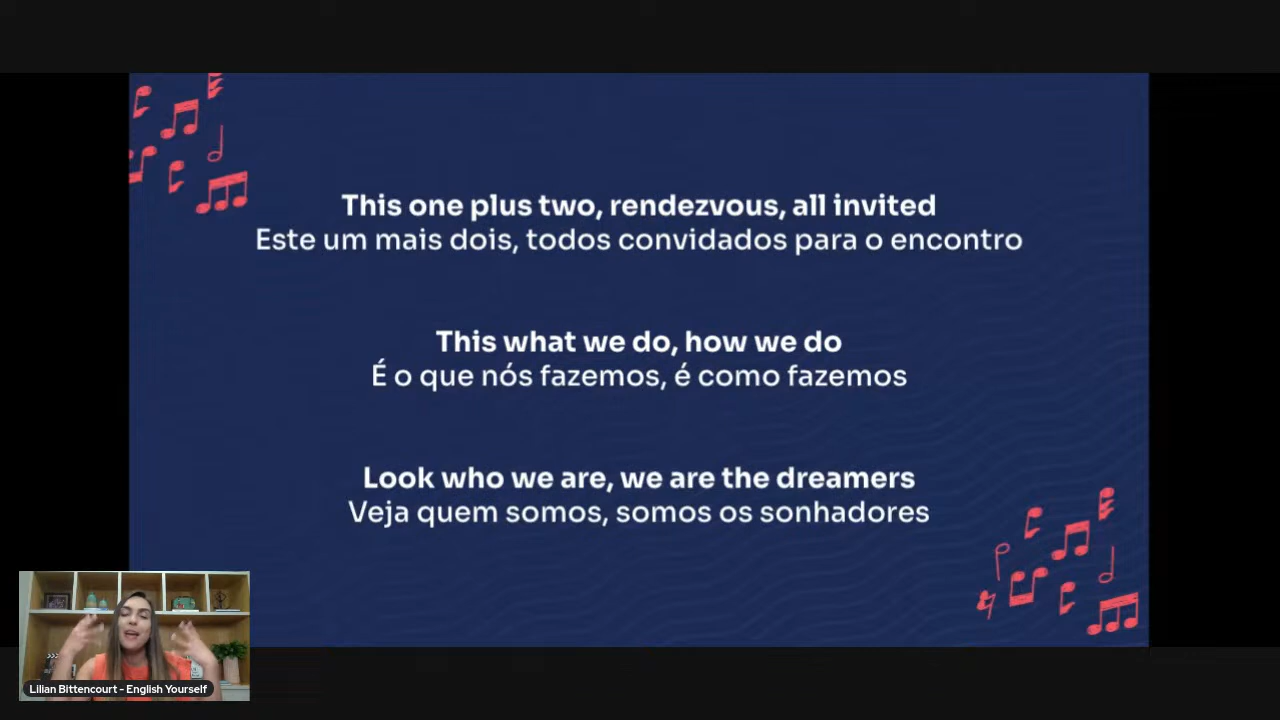 This one plus two, rendezvous, all invited
Este um mais dois, todos convidados para o encontro
This what we do, how we do
É o que nós fazemos, é como fazemos
Look who we are, we are the dreamers
Veja quem somos, somos os sonhadores
Lilian Bittencourt - English Yourself